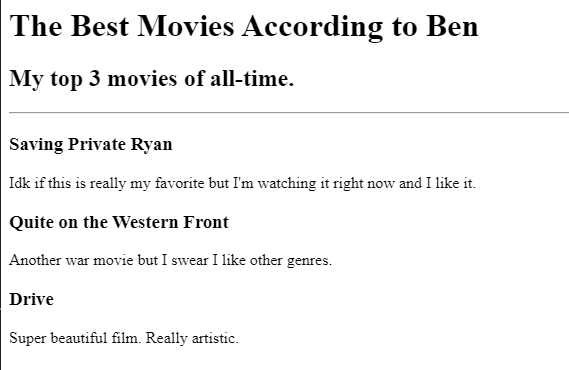 The Best Movies According to Ben
My top 3 movies of all-time.
Saving Private Ryan
Idk if this is really my favorite but I'm watching it right now and I like it.
Quite on the Western Front
Another war movie but I swear I like other genres.
Drive
Super beautiful film. Really artistic.